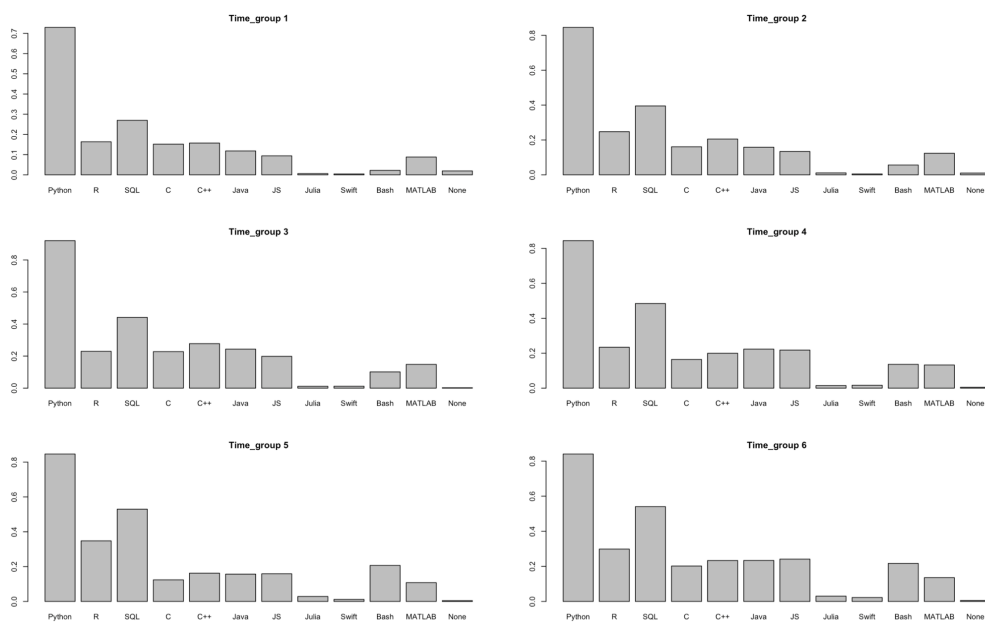 Time_group 1
0.0 0.1 0.2 0.3 0.4 0.5 0.6 0.7
Python R SQL C C++ Java JS Julia Swift Bash MATLAB None
Time_group 2
0.0 0.2 0.4 0.6 0.8
Python R SQL C C++ Java JS Julia Swift Bash MATLAB None
Time_group 3
0.0 0.2 0.4 0.6 0.8
Python R SQL C C++ Java JS Julia Swift Bash MATLAB None
Time_group 4
0.0 0.2 0.4 0.6 0.8
Python R SQL C C++ Java JS Julia Swift Bash MATLAB None
Time_group 5
0.0 0.2 0.4 0.6 0.8
Python R SQL C C++ Java JS Julia Swift Bash MATLAB None
Time_group 6
0.0 0.2 0.4 0.6 0.8
Python R SQL C C++ Java JS Julia Swift Bash MATLAB None